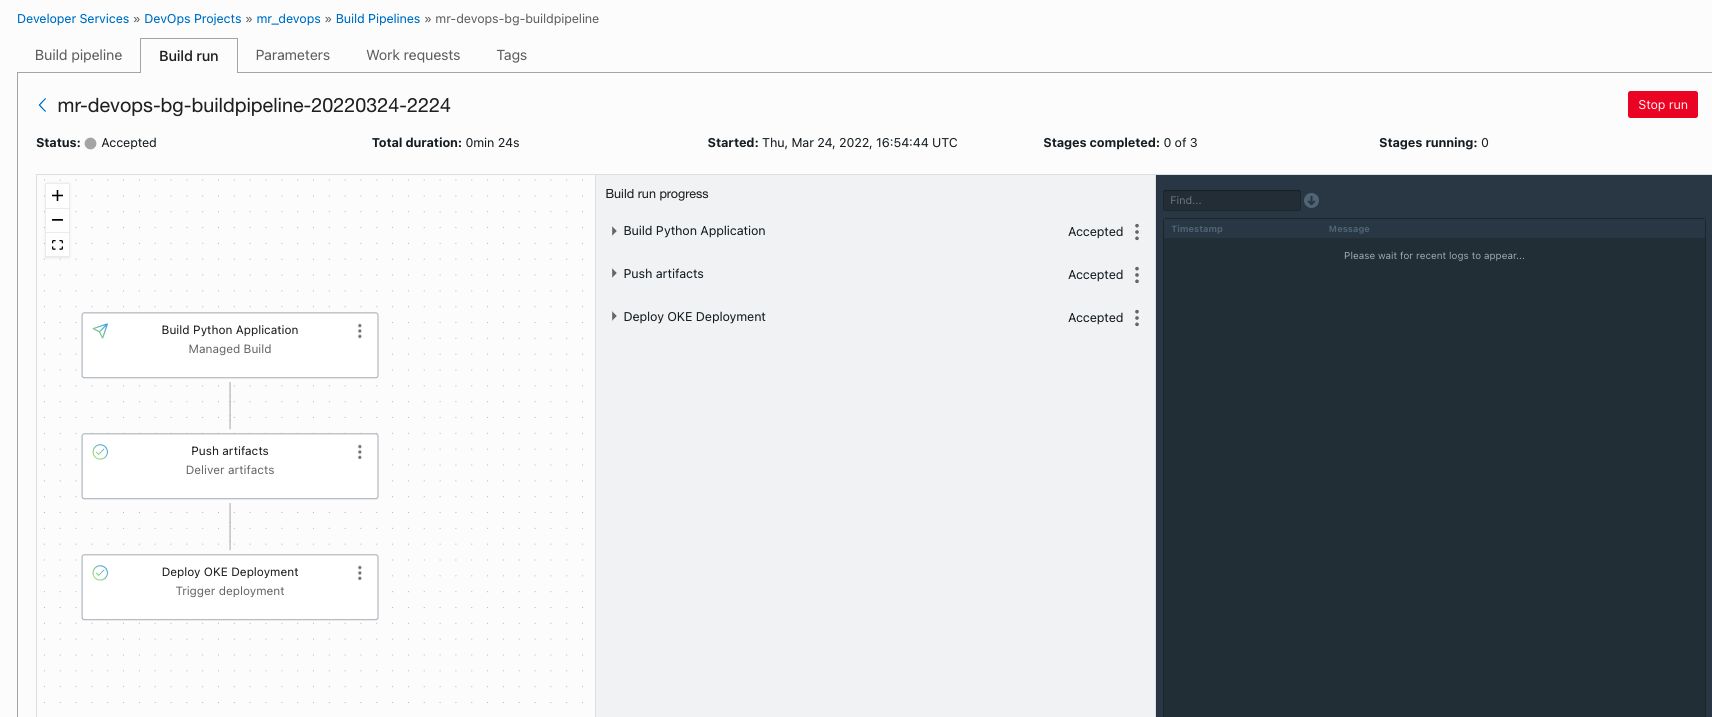 Developer Services » DevOps Projects » mr_devops » Build Pipelines » mr-devops-bg-buildpipeline
Build pipeline Build run Parameters Work requests Tags
mr-devops-bg-buildpipeline-20220324-2224
Stop run
Status: Accepted Total duration: 0min 24s Started: Thu, Mar 24, 2022, 16:54:44 UTC Stages completed: 0 of 3 Stages running: 0
Build Python Application
Managed Build
Push artifacts
Deliver artifacts
Deploy OKE Deployment
Trigger deployment
Build run progress
Build Python Application Accepted
Push artifacts Accepted
Deploy OKE Deployment Accepted
Find...
Timestamp Message
Please wait for recent logs to appear...